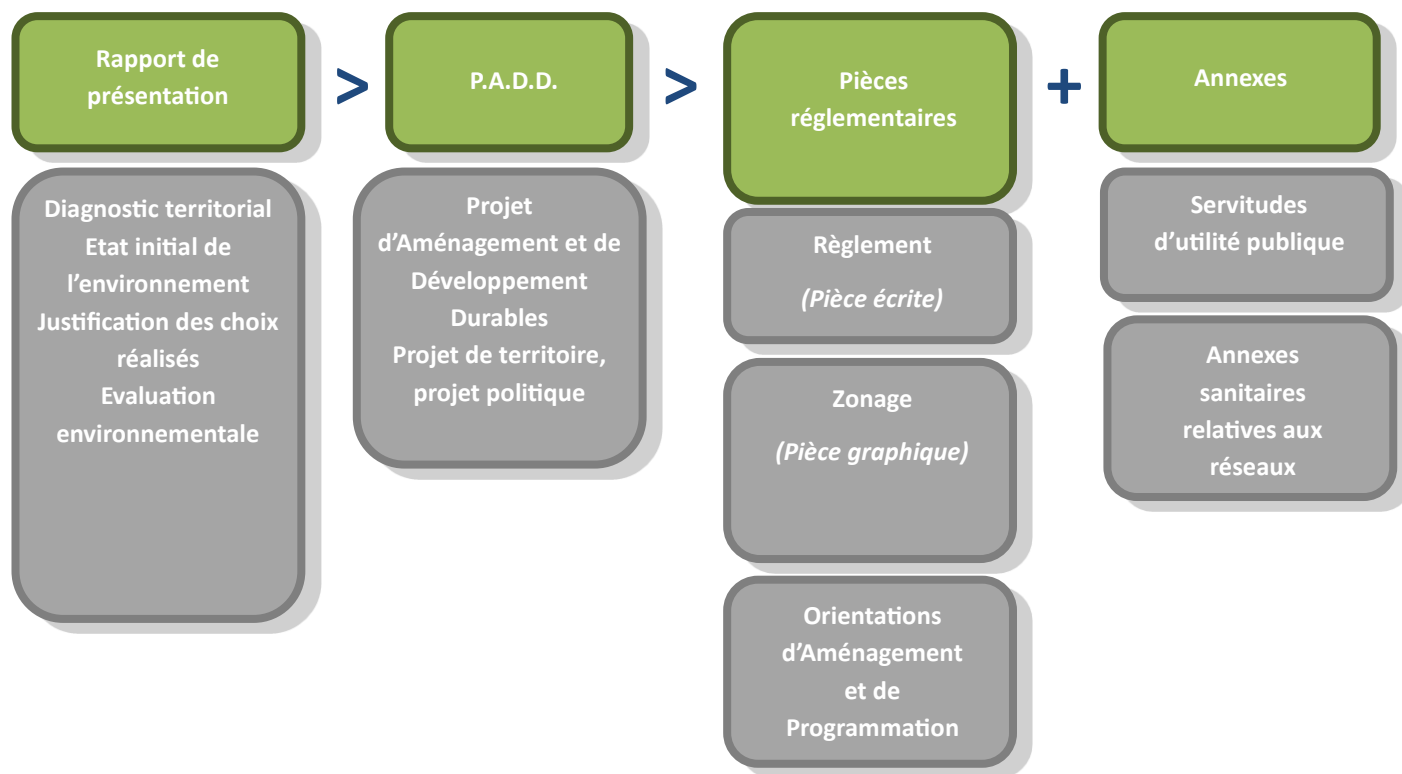 Rapport de
présentation
>
P.A.D.D.
>
Pièces
réglementaires
+
Annexes
Diagnostic territorial
Etat initial de
l’environnement
Justification des choix
réalisés
Evaluation
environnementale
Projet
d’Aménagement et de
Développement
Durables
Projet de territoire,
projet politique
Règlement
(Pièce écrite)
Zonage
(Pièce graphique)
Orientations
d’Aménagement
et de
Programmation
Servitudes
d’utilité publique
Annexes
sanitaires
relatives aux
réseaux